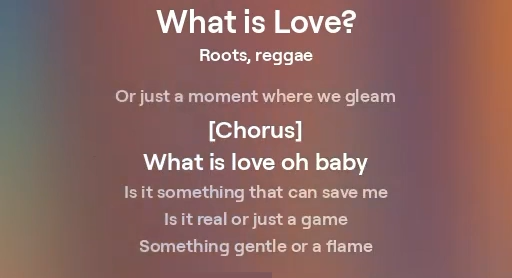 What is Love?
Roots, reggae
Or just a moment where we gleam
[Chorus]
What is love oh baby
Is it something that can save me
Is it real or just a game
Something gentle or a flame